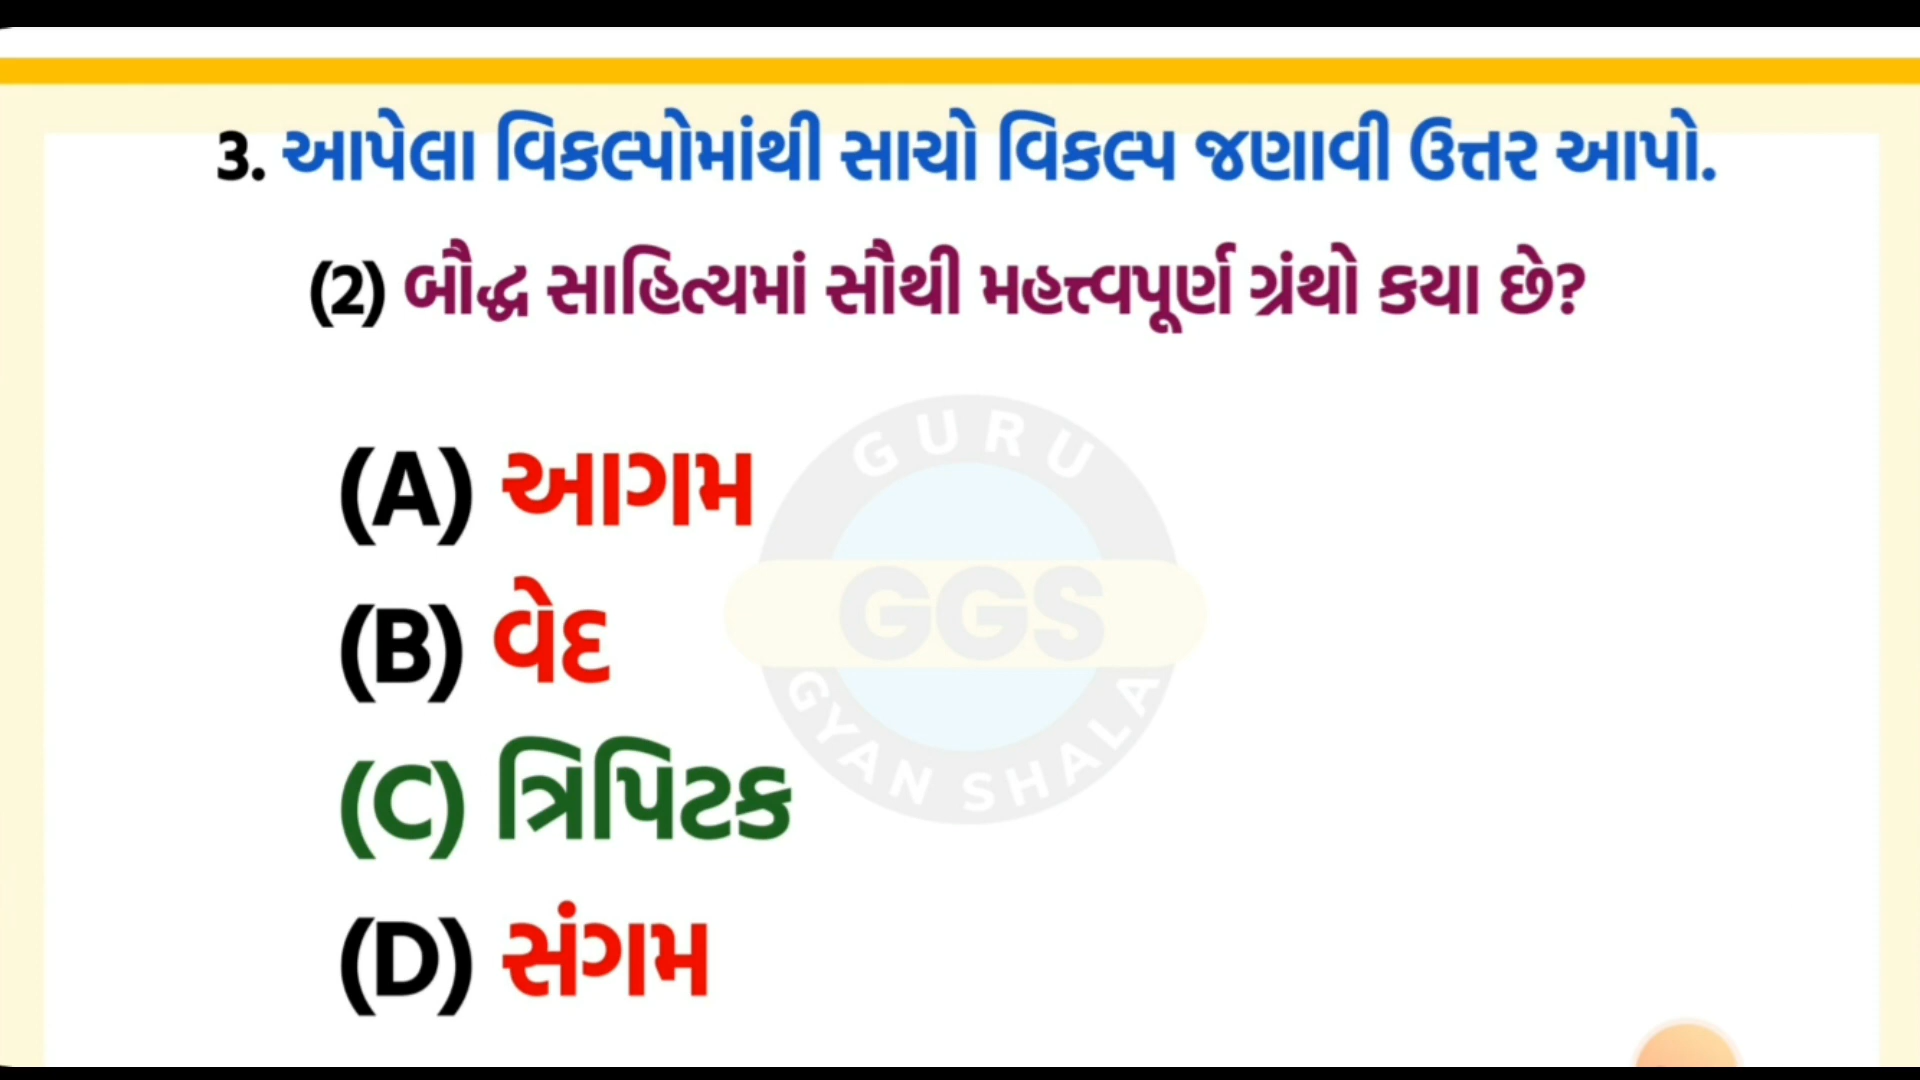 3. આપેલા વિકલ્પોમાંથી સાચો વિકલ્પ જણાવી ઉત્તર આપો.
(2) બૌદ્ધ સાહિત્યમાં સૌથી મહત્ત્વપૂર્ણ ગ્રંથો કયા છે?
(A) આગમ
(B) વેદ
(C) ત્રિપિટક
(D) સંગમ
GURU
GGS
GYAN SHALA